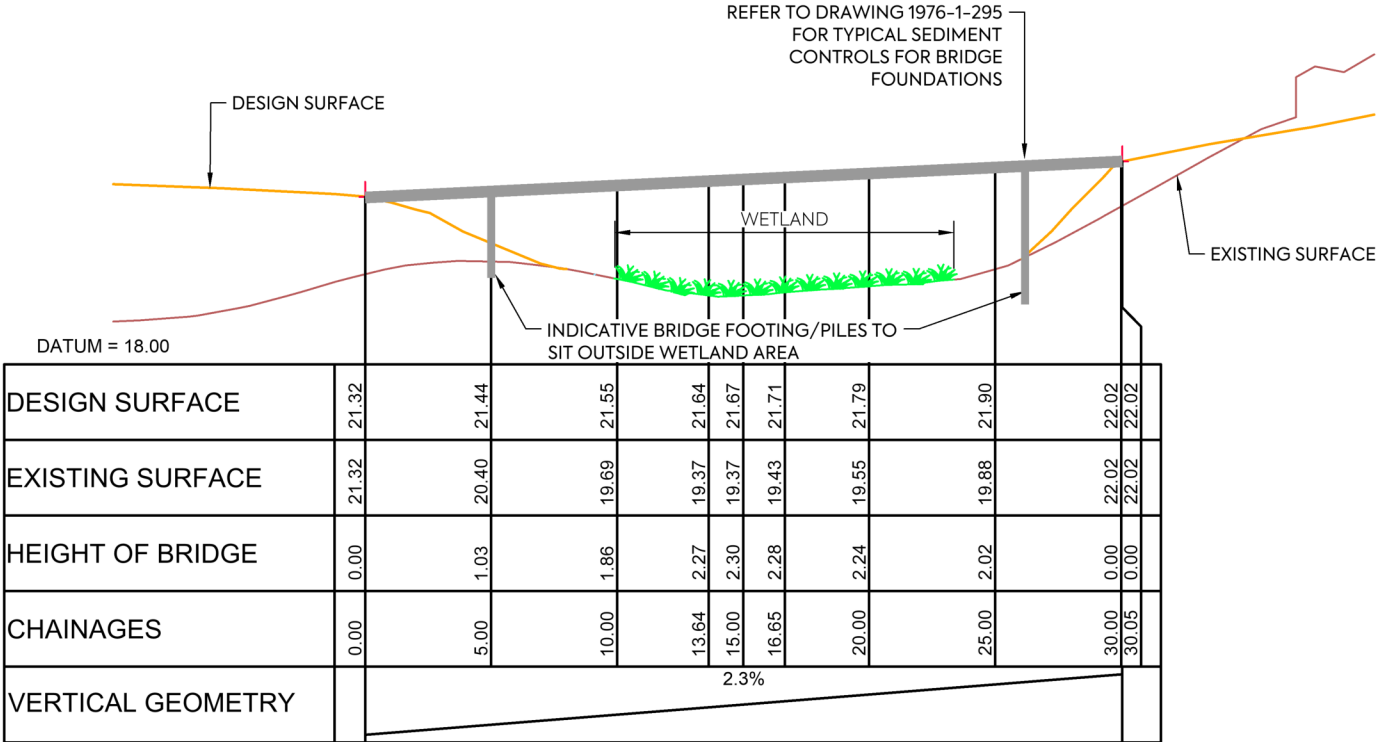 REFER TO DRAWING 1976-1-295
FOR TYPICAL SEDIMENT
CONTROLS FOR BRIDGE
FOUNDATIONS
DESIGN SURFACE
WETLAND
EXISTING SURFACE
INDICATIVE BRIDGE FOOTING/PILES TO
SIT OUTSIDE WETLAND AREA
DATUM = 18.00
DESIGN SURFACE 21.32 21.44 21.55 21.64 21.67 21.71 21.79 21.90 22.02 22.02
EXISTING SURFACE 21.32 20.40 19.69 19.37 19.37 19.43 19.55 19.88 22.02 22.02
HEIGHT OF BRIDGE 0.00 1.03 1.86 2.27 2.30 2.28 2.24 2.02 0.00 0.00
CHAINAGES 0.00 5.00 10.00 13.64 15.00 16.65 20.00 25.00 30.00 30.05
VERTICAL GEOMETRY 2.3%